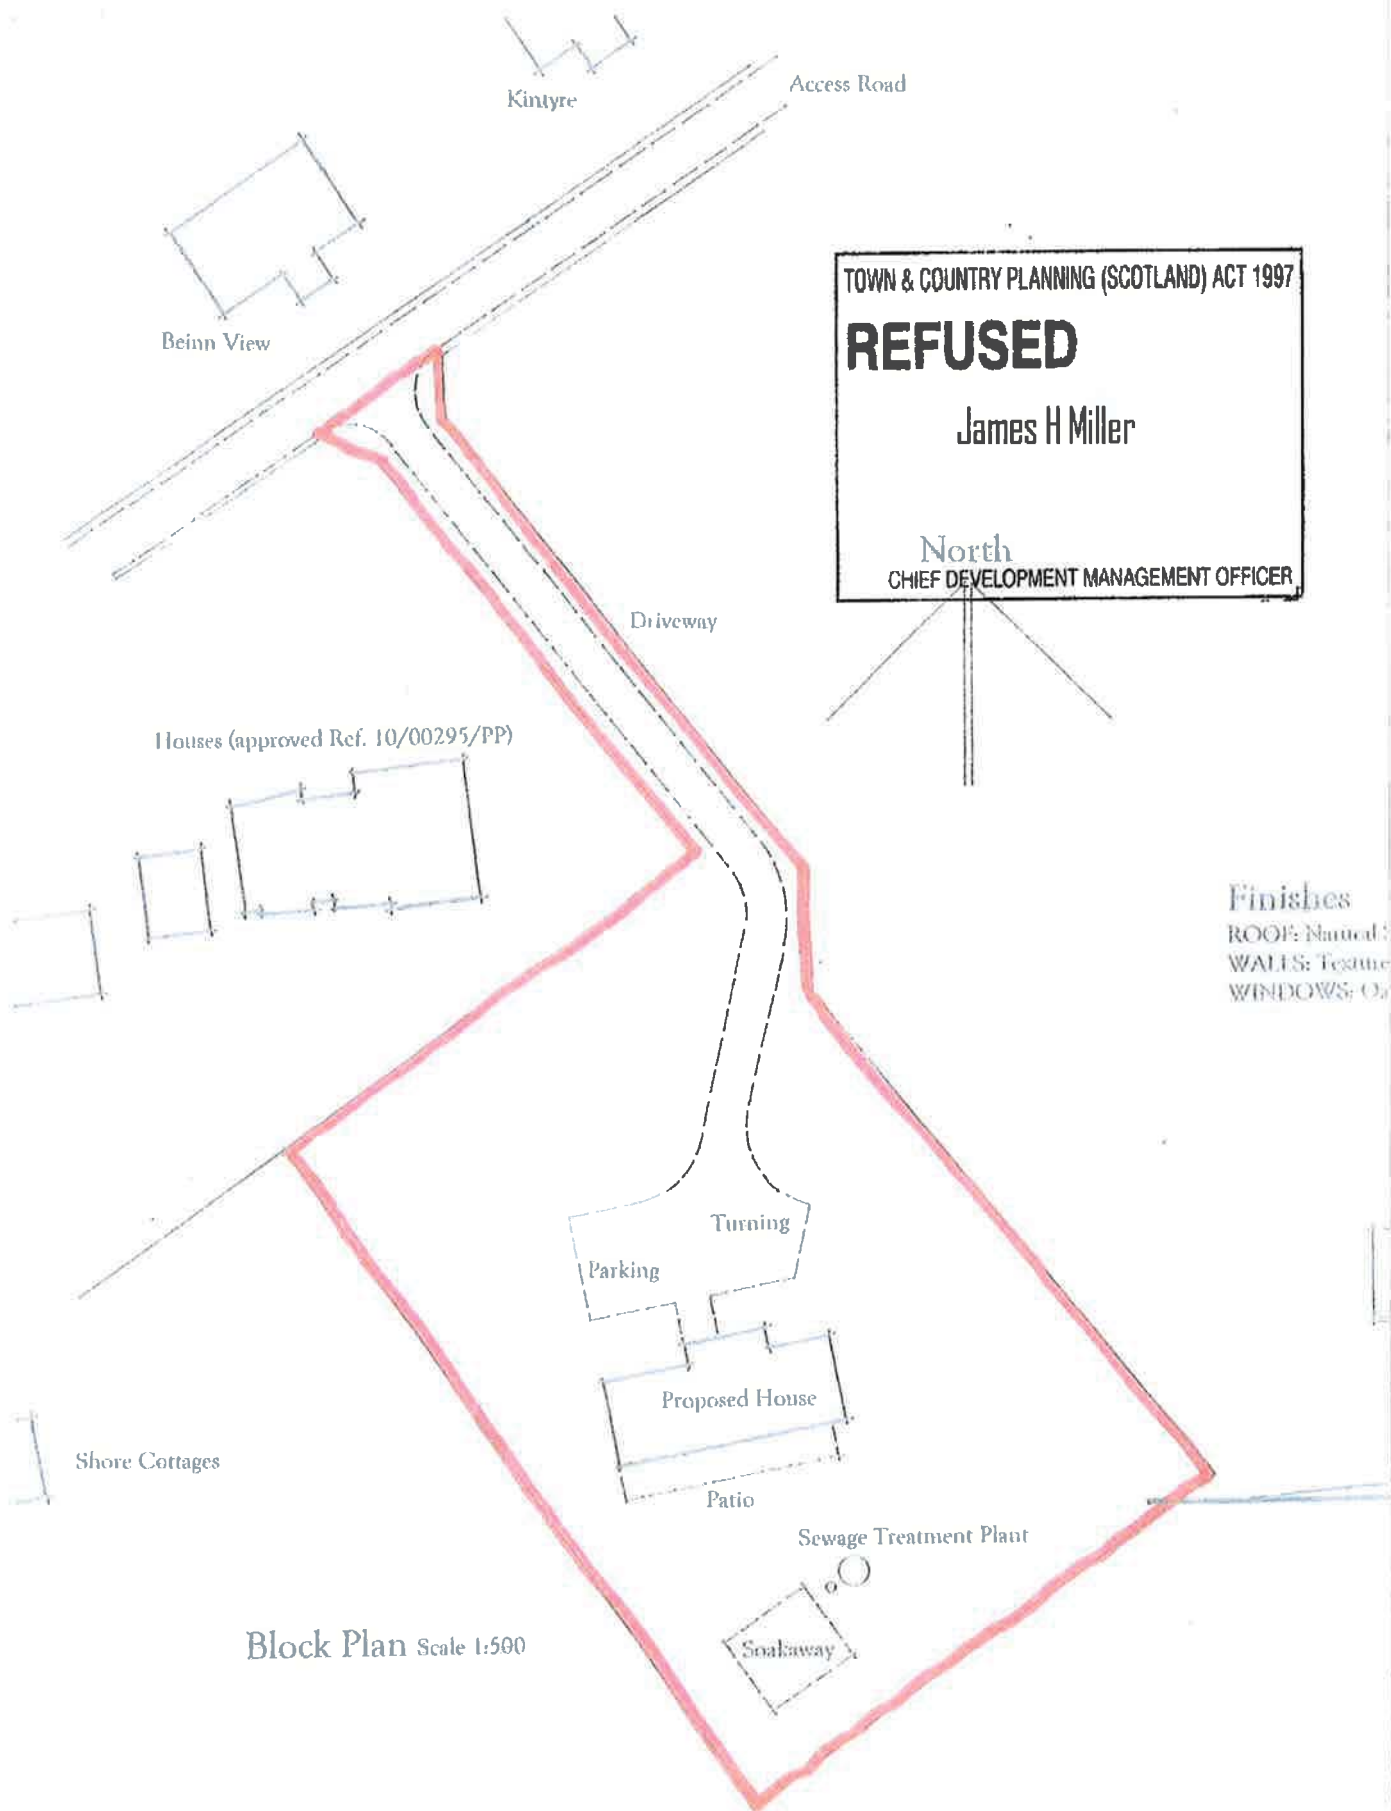 Kintyre
Access Road
Beinn View
TOWN & COUNTRY PLANNING (SCOTLAND) ACT 1997
REFUSED
James H Miller
North
CHIEF DEVELOPMENT MANAGEMENT OFFICER
Driveway
Houses (approved Ref. 10/00295/PP)
Finishes
ROOF: Natural
WALLS: Texture
WINDOWS:
Turning
Parking
Proposed House
Shore Cottages
Patio
Sewage Treatment Plant
Soakaway
Block Plan Scale 1:500